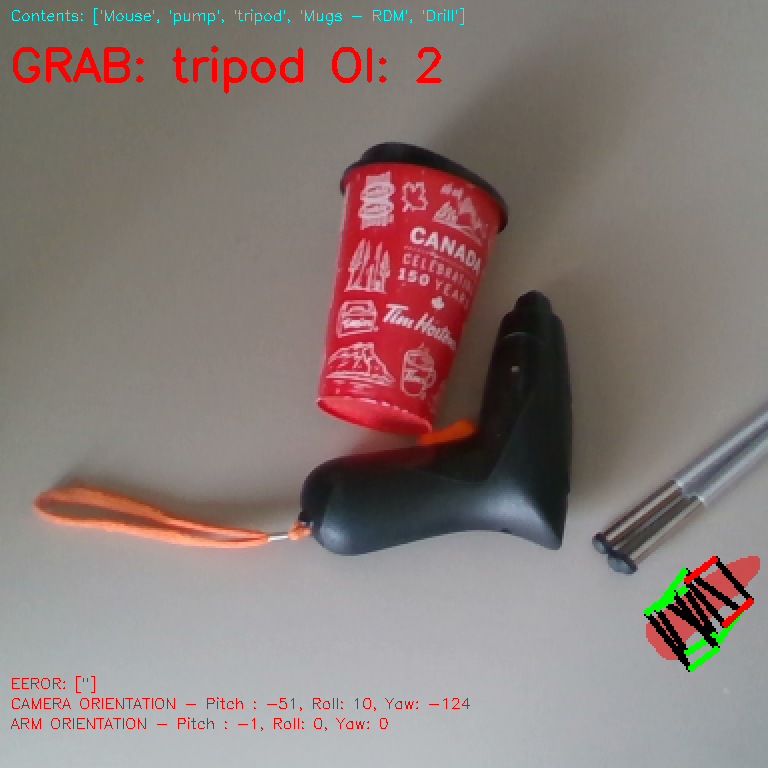 Contents: ['Mouse', 'pump', 'tripod', 'Mugs - RDM', 'Drill']
GRAB: tripod OI: 2
CANADA
CELEBRATING
150 YEARS
Tim Hortons
EEROR: ['']
CAMERA ORIENTATION - Pitch : -51, Roll: 10, Yaw: -124
ARM ORIENTATION - Pitch : -1, Roll: 0, Yaw: 0